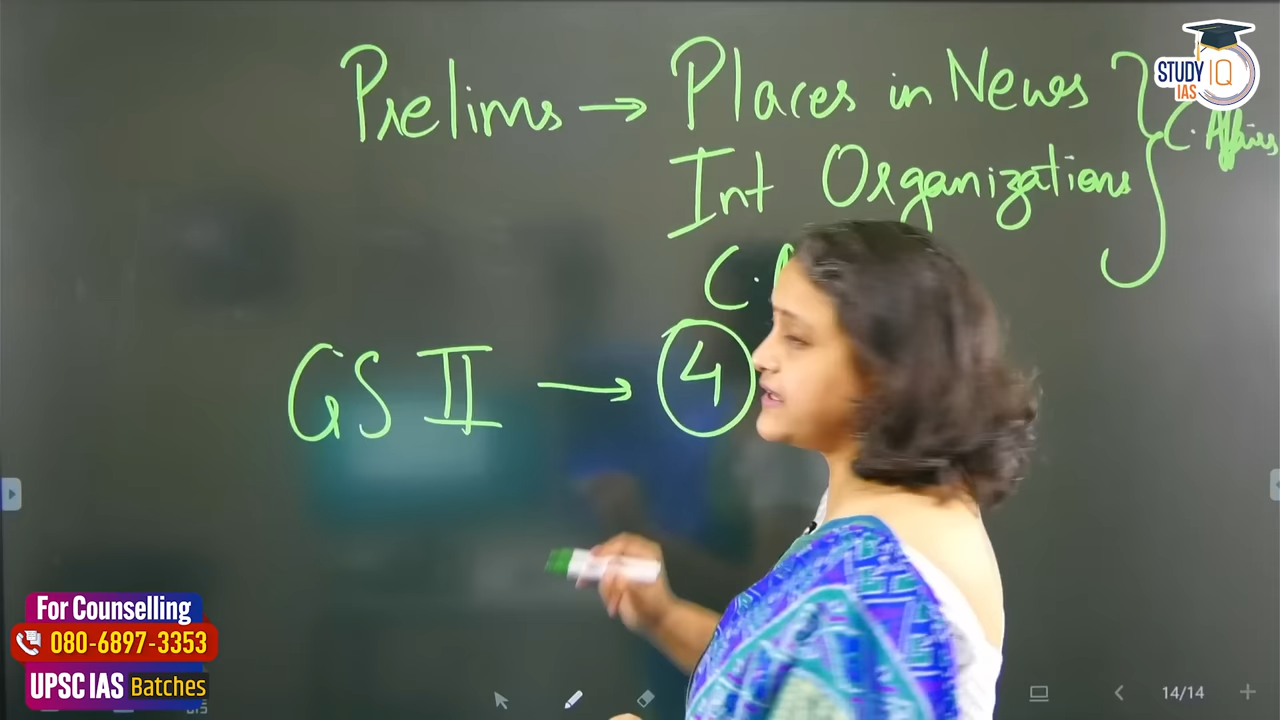 Prelims → Places in News
C. Affairs
Int Organizations
C.
GS II → 4
STUDY IQ
IAS
For Counselling
080-6897-3353
UPSC IAS Batches
14/14